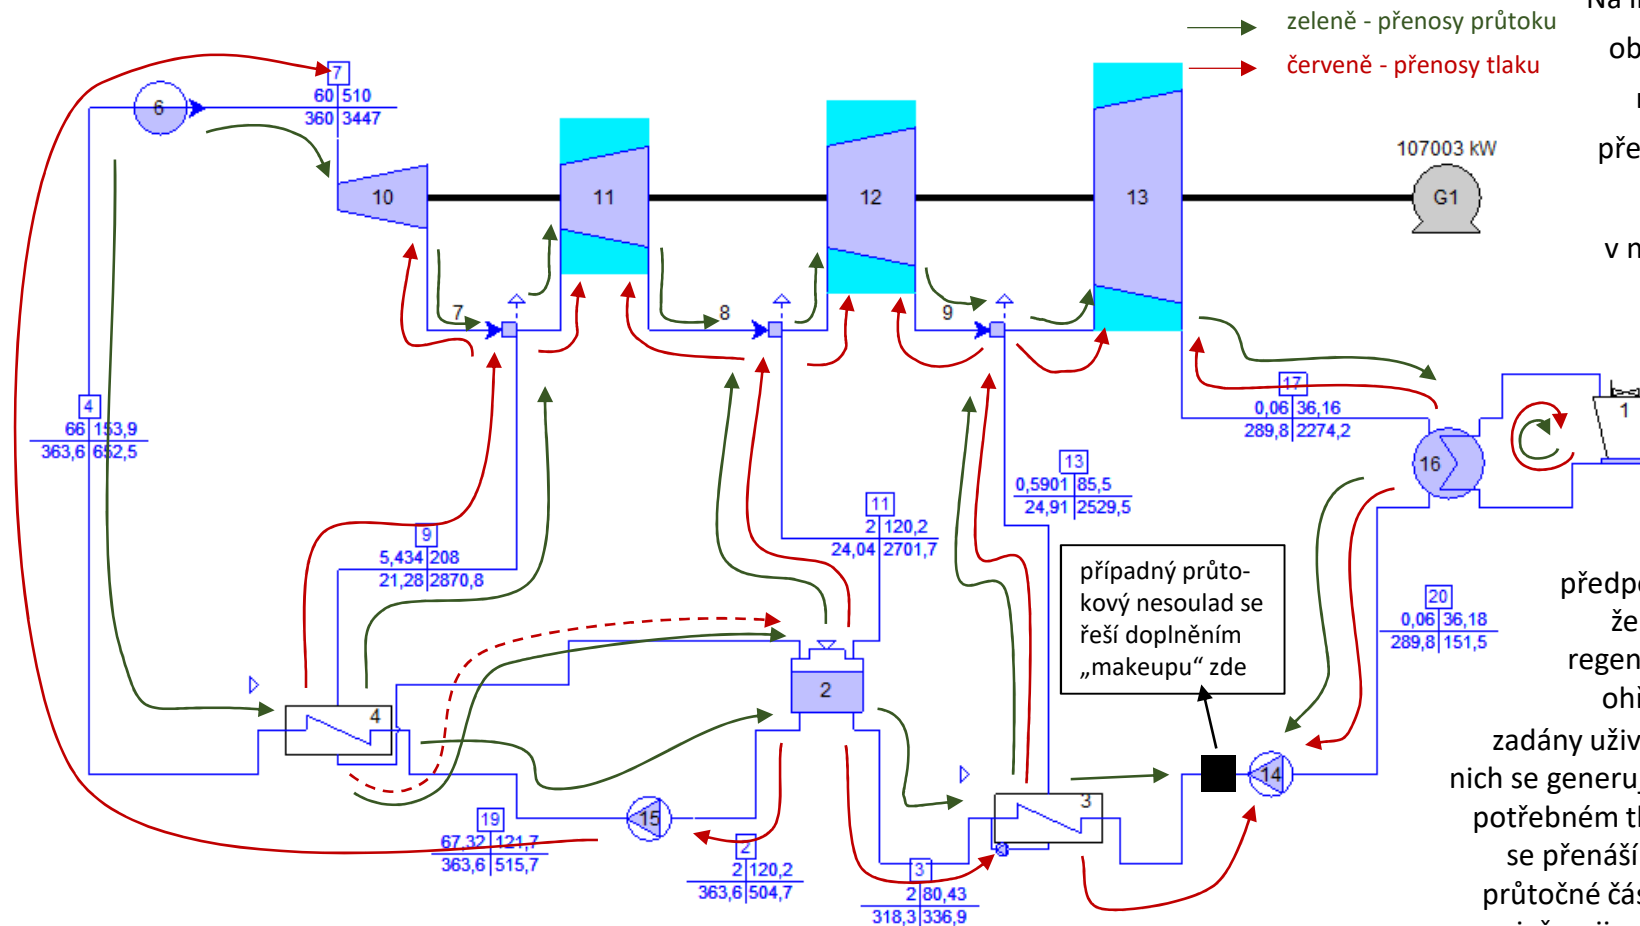 zeleně - přenosy průtoku
červeně - přenosy tlaku
ob
pře
v n
7
60 510
360 3447
6
10
11
12
13
107003 kW
G1
7
8
9
4
66 153,9
363,6 652,5
17
0,06 36,16
289,8 2274,2
1
16
13
0,5901 85,5
24,91 2529,5
11
2 120,2
24,04 2701,7
9
5,434 208
21,28 2870,8
případný průto-
kový nesoulad se
řeší doplněním
„makeupu“ zde
20
0,06 36,18
289,8 151,5
předpo
že
regen
ohř
zadány uživ
nich se generuj
potřebném tl
se přenáší
průtočné čás
2
4
14
3
15
19
67,32 121,7
363,6 515,7
2
2 120,2
363,6 504,7
3
2 80,43
318,3 336,9